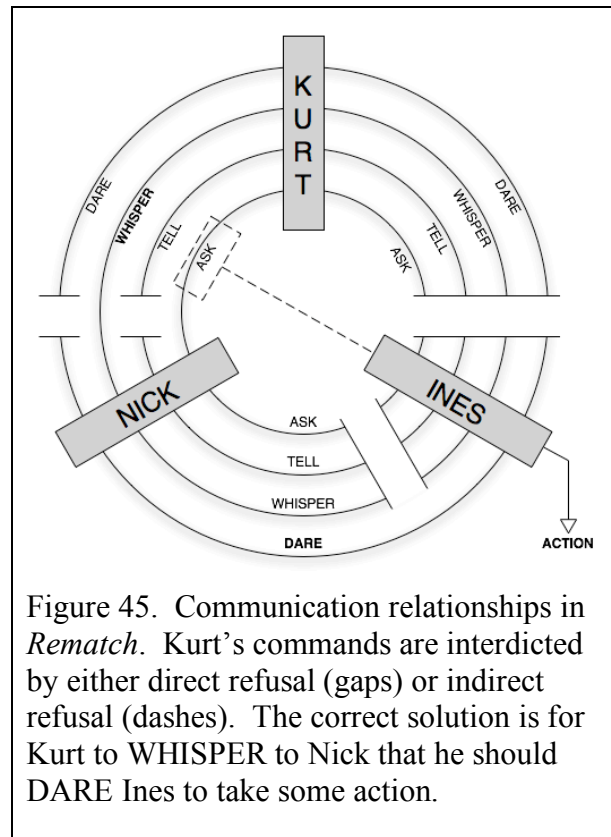 KURT
DARE
DARE
WHISPER
WHISPER
TELL
TELL
ASK
ASK
NICK
INES
ASK
TELL
WHISPER
DARE
ACTION
Figure 45.  Communication relationships in
Rematch.  Kurt’s commands are interdicted
by either direct refusal (gaps) or indirect
refusal (dashes).  The correct solution is for
Kurt to WHISPER to Nick that he should
DARE Ines to take some action.